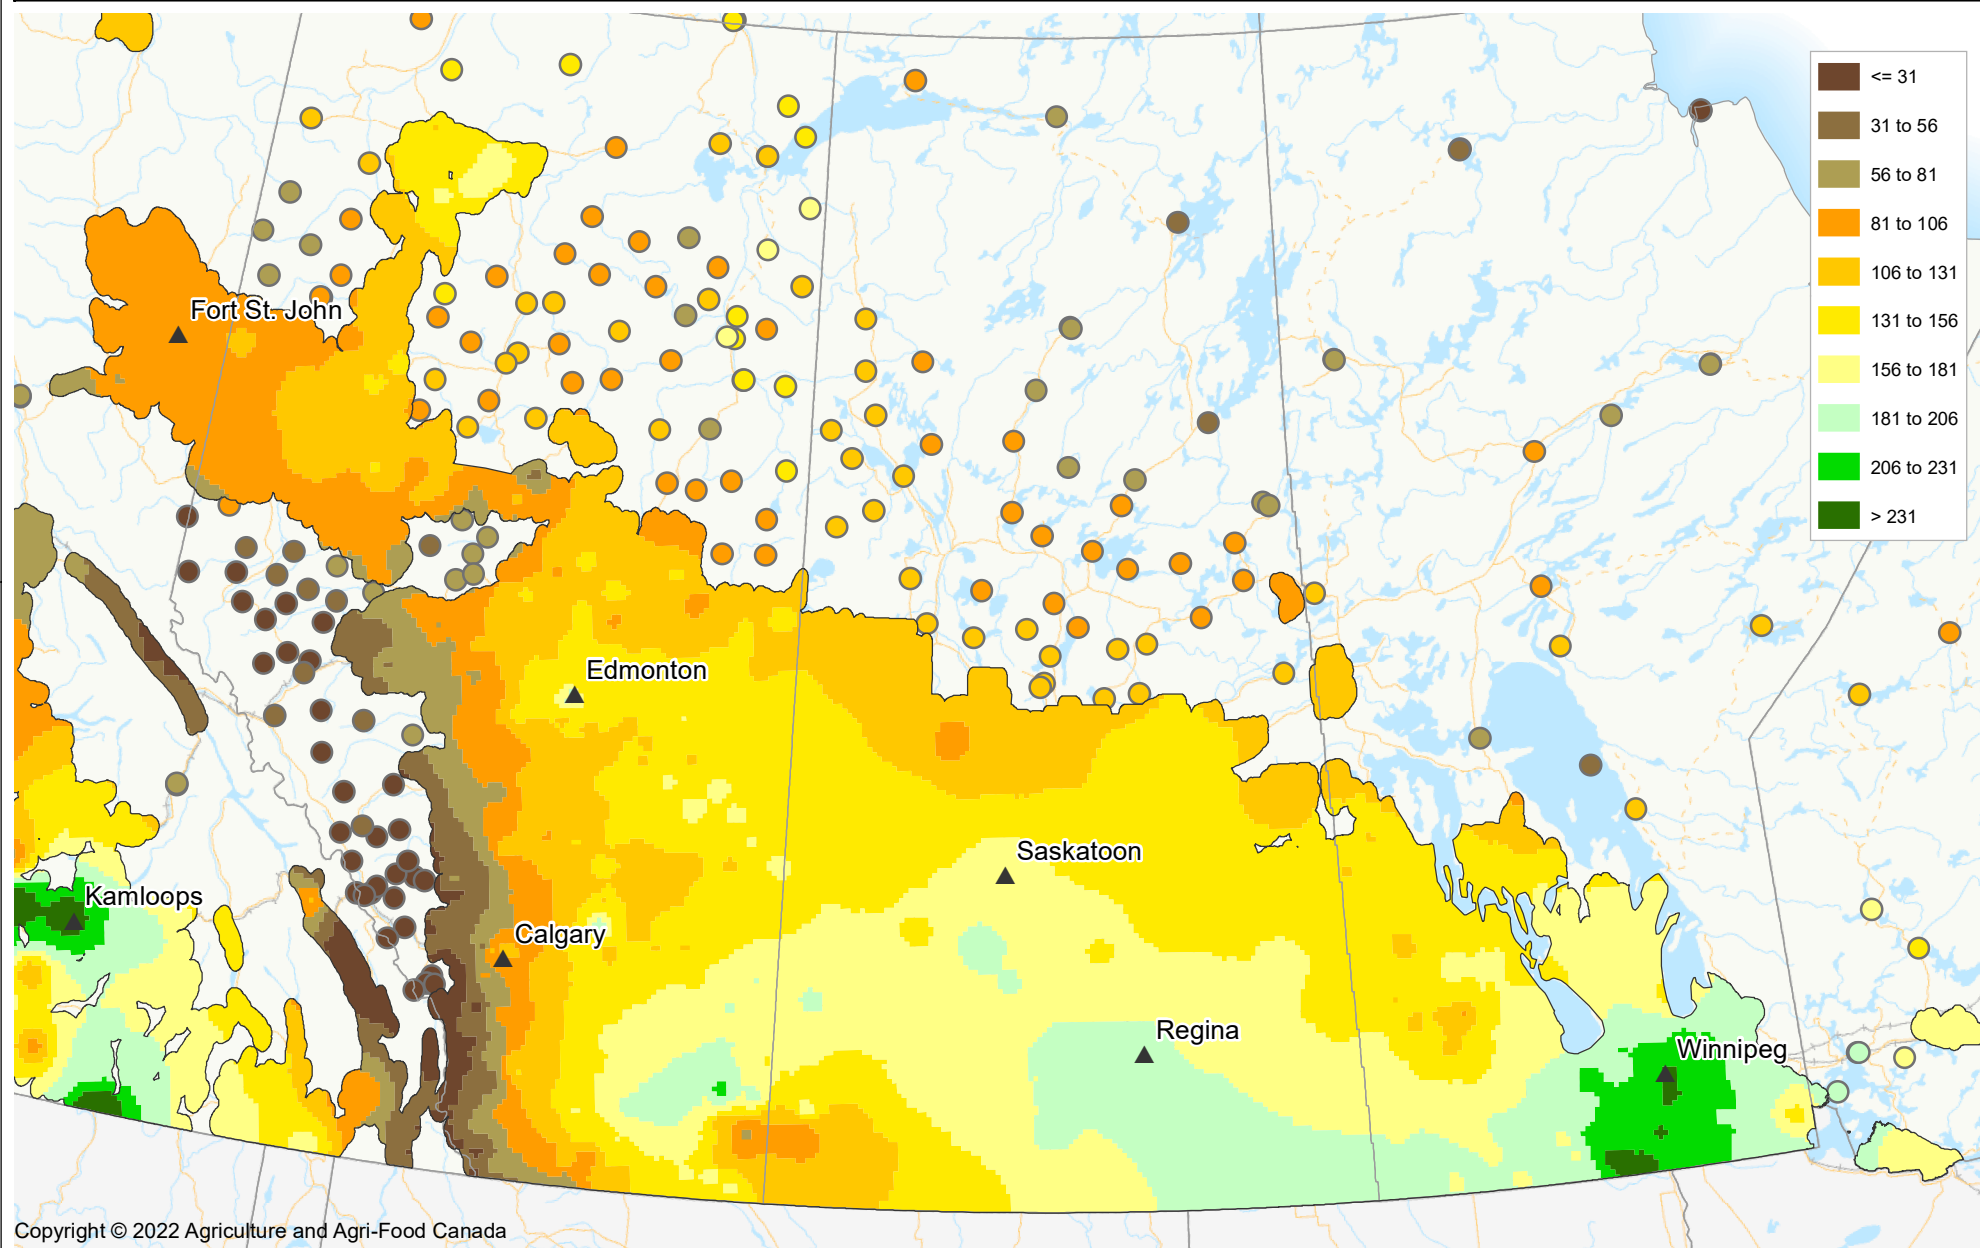 <= 31
31 to 56
56 to 81
81 to 106
106 to 131
131 to 156
156 to 181
181 to 206
206 to 231
> 231
Fort St. John
Edmonton
Saskatoon
Kamloops
Calgary
Regina
Winnipeg
Copyright © 2022 Agriculture and Agri-Food Canada